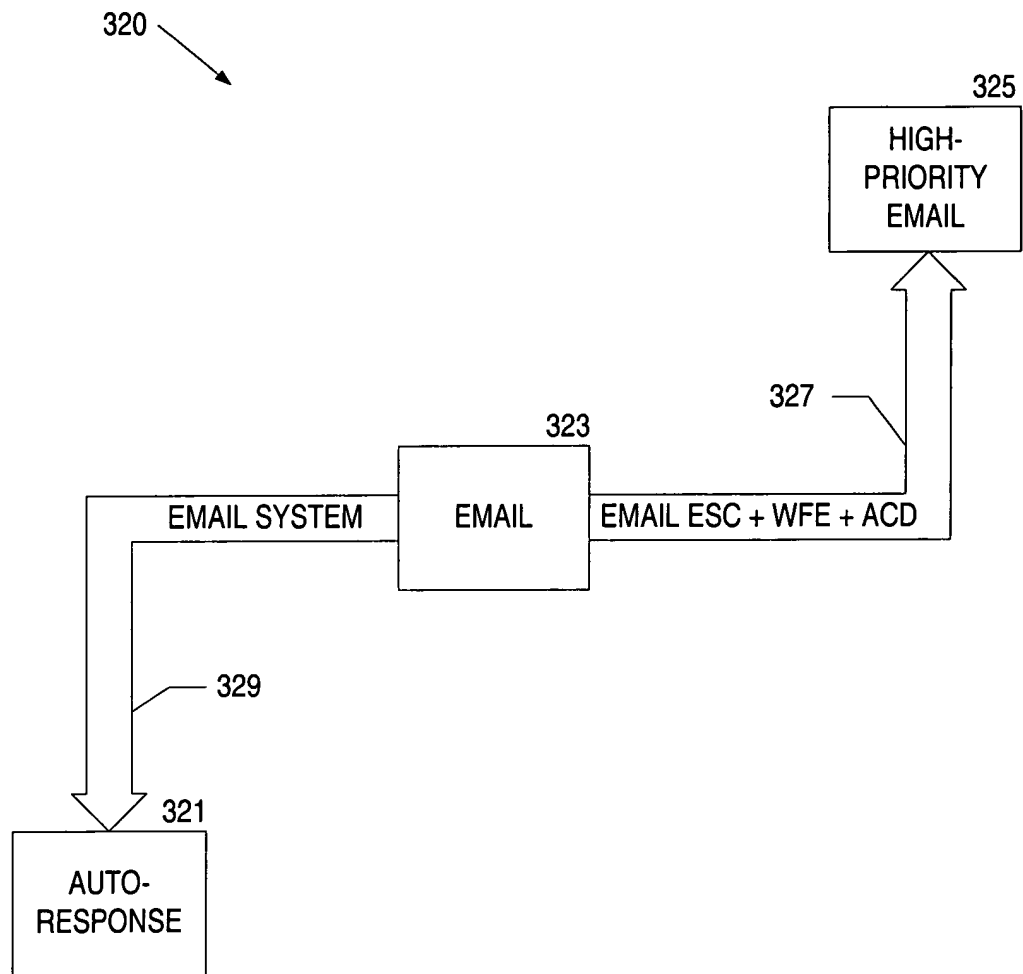 320
325
HIGH-
PRIORITY
EMAIL
327
323
EMAIL SYSTEM
EMAIL
EMAIL ESC + WFE + ACD
329
321
AUTO-
RESPONSE